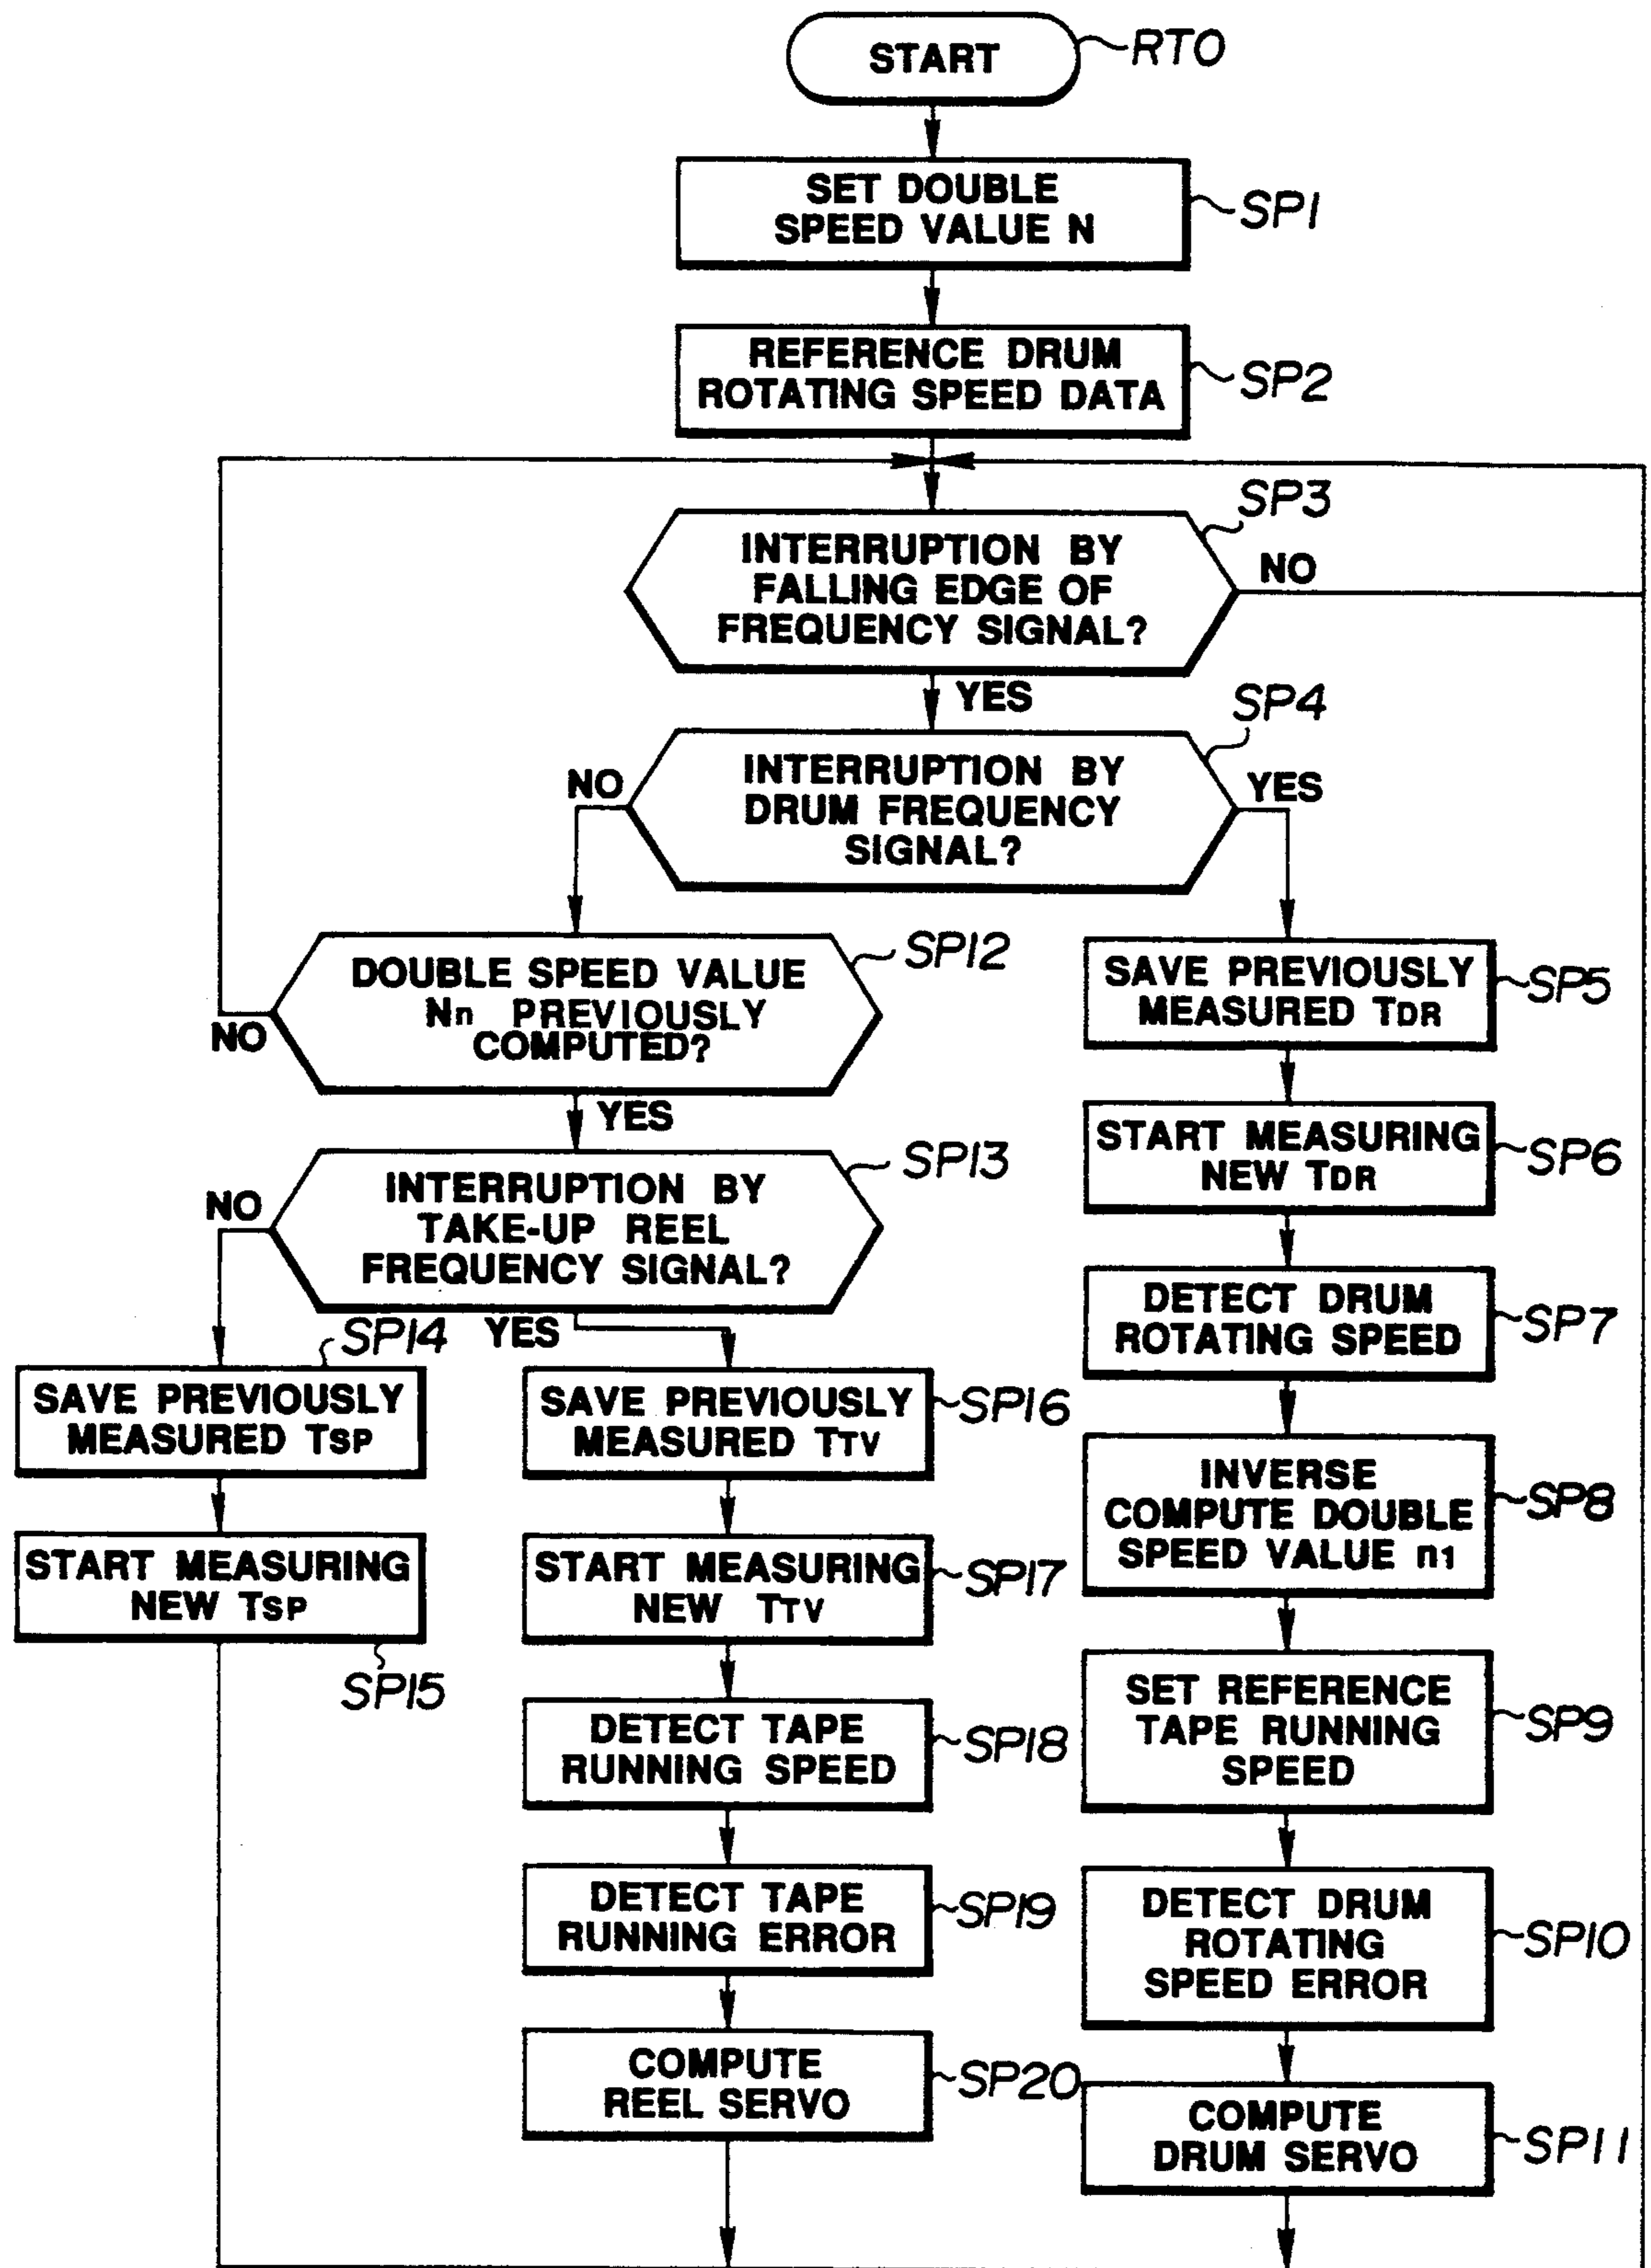 START
RT0
SET DOUBLE
SPEED VALUE N
SP1
REFERENCE DRUM
ROTATING SPEED DATA
SP2
SP3
INTERRUPTION BY
FALLING EDGE OF
FREQUENCY SIGNAL?
NO
YES
SP4
INTERRUPTION BY
DRUM FREQUENCY
SIGNAL?
NO
YES
SP12
DOUBLE SPEED VALUE
Nn PREVIOUSLY
COMPUTED?
NO
YES
SAVE PREVIOUSLY
MEASURED TDR
SP5
SP13
INTERRUPTION BY
TAKE-UP REEL
FREQUENCY SIGNAL?
NO
YES
START MEASURING
NEW TDR
SP6
DETECT DRUM
ROTATING SPEED
SP7
SP14
SAVE PREVIOUSLY
MEASURED TSP
SAVE PREVIOUSLY
MEASURED TTV
SP16
INVERSE
COMPUTE DOUBLE
SPEED VALUE n1
SP8
START MEASURING
NEW TSP
SP15
START MEASURING
NEW TTV
SP17
SET REFERENCE
TAPE RUNNING
SPEED
SP9
DETECT TAPE
RUNNING SPEED
SP18
DETECT TAPE
RUNNING ERROR
SP19
DETECT DRUM
ROTATING
SPEED ERROR
SP10
COMPUTE
REEL SERVO
SP20
COMPUTE
DRUM SERVO
SP11